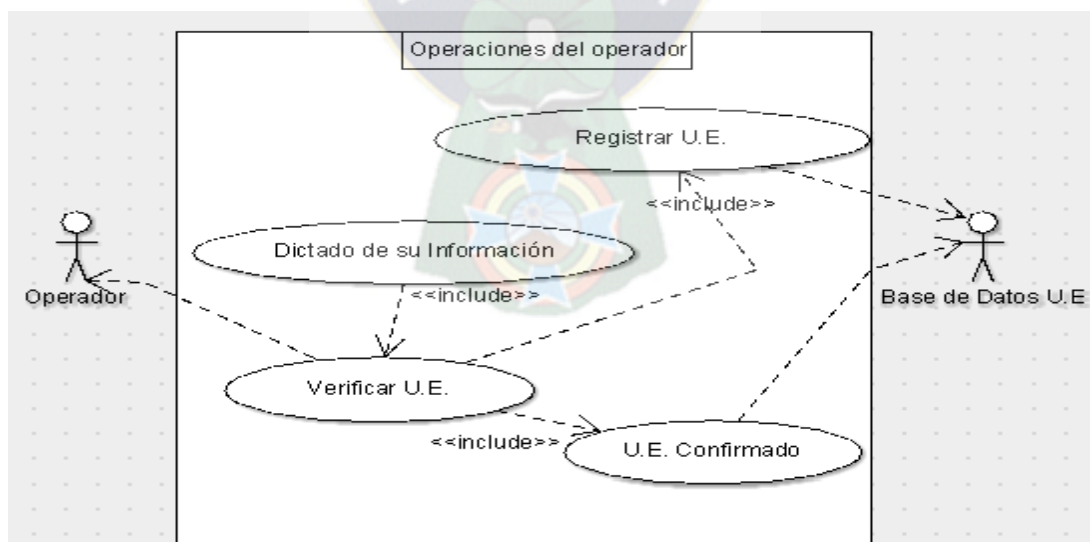 Operaciones del operador
Registrar U.E.
<<include>>
Dictado de su Información
<<include>>
Operador
Base de Datos U.E
Verificar U.E.
<<include>>
U.E. Confirmado